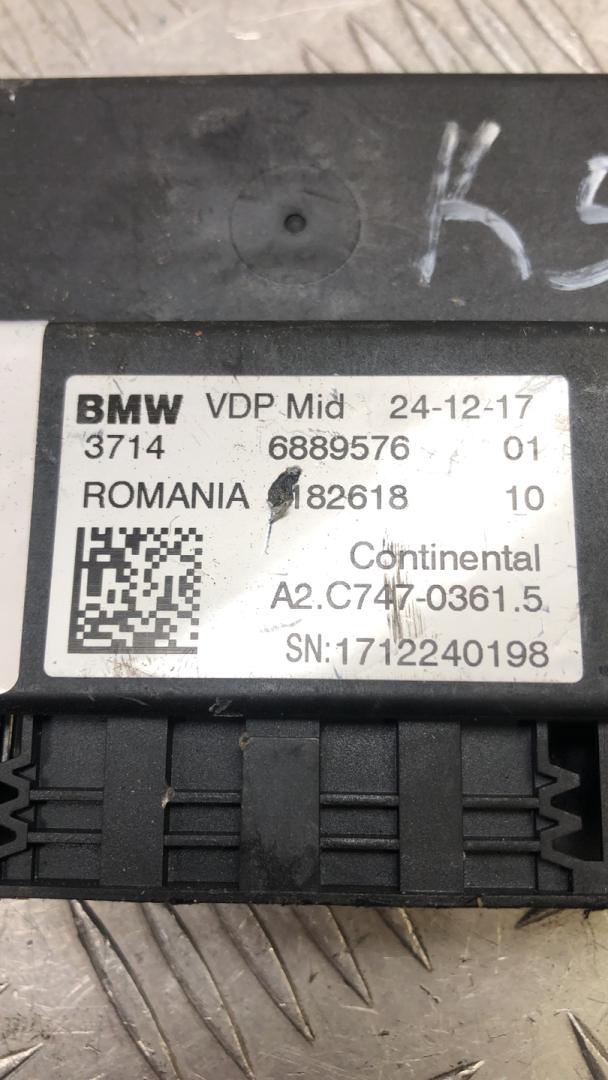 K5
BMW VDP Mid 24-12-17
3714 6889576 01
ROMANIA 182618 10
Continental
A2.C747-0361.5
SN:1712240198